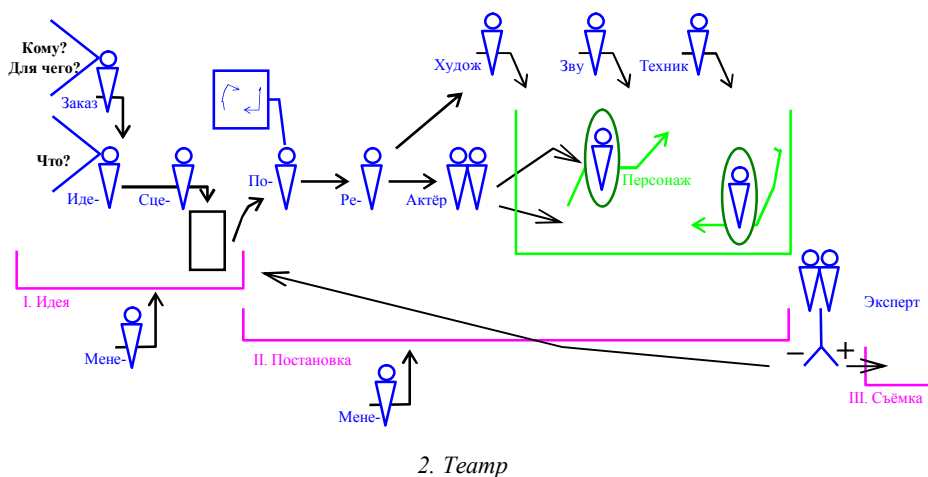 Кому?
Для чего?
Заказ
Что?
Иде-
Сце-
По-
Ре-
Актёр
Худож
Зву
Техник
Персонаж
I. Идея
Мене-
II. Постановка
Мене-
Эксперт
– +
III. Съёмка
2. Театр